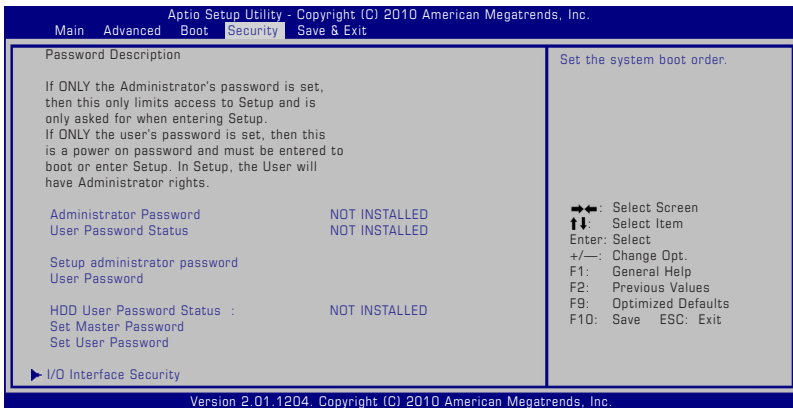 Aptio Setup Utility - Copyright (C) 2010 American Megatrends, Inc.
Main Advanced Boot Security Save & Exit
Password Description
If ONLY the Administrator's password is set,
then this only limits access to Setup and is
only asked for when entering Setup.
If ONLY the user's password is set, then this
is a power on password and must be entered to
boot or enter Setup. In Setup, the User will
have Administrator rights.
Administrator Password NOT INSTALLED
User Password Status NOT INSTALLED
Setup administrator password
User Password
HDD User Password Status : NOT INSTALLED
Set Master Password
Set User Password
I/O Interface Security
Set the system boot order.
→←: Select Screen
↑↓: Select Item
Enter: Select
+/—: Change Opt.
F1: General Help
F2: Previous Values
F9: Optimized Defaults
F10: Save ESC: Exit
Version 2.01.1204. Copyright (C) 2010 American Megatrends, Inc.